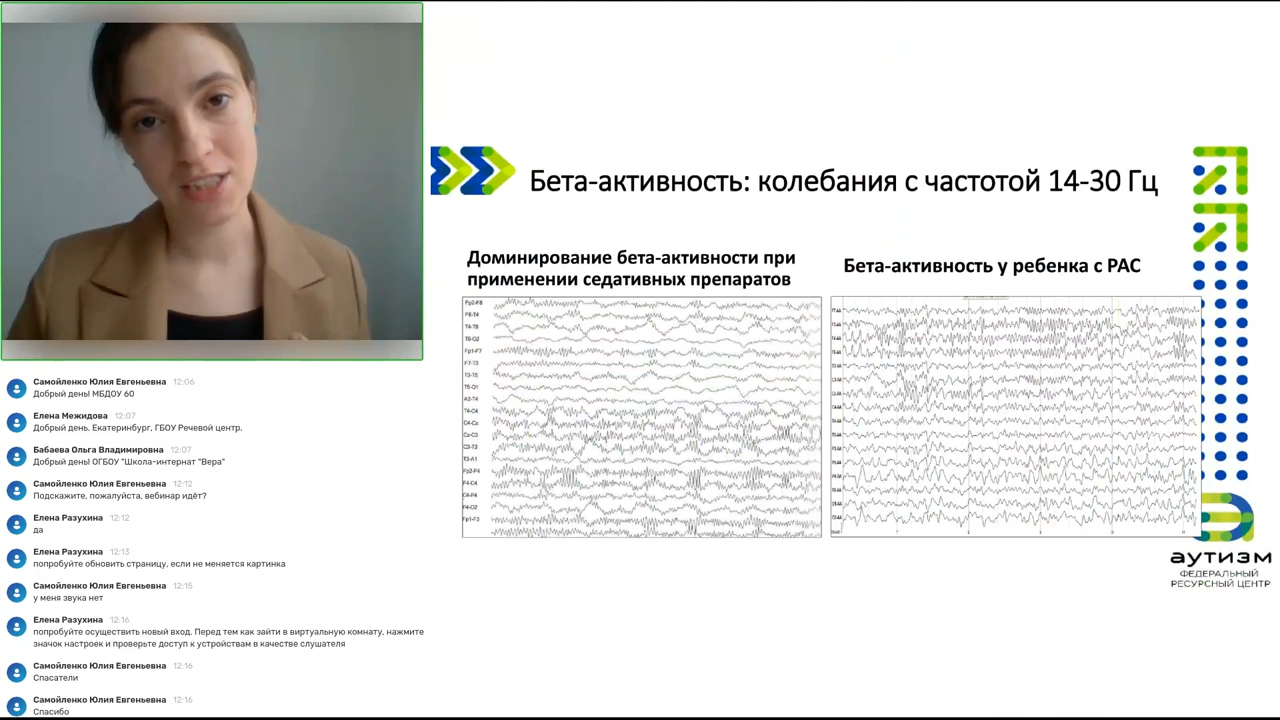 Бета-активность: колебания с частотой 14-30 Гц
Доминирование бета-активности при
применении седативных препаратов
Бета-активность у ребенка с РАС
Fp2-F8
F8-T4
T4-T6
T6-O2
Fp1-F7
F7-T3
T3-T5
T5-O1
A2-T4
T4-C4
C4-Cz
Cz-C3
C3-T3
T3-A1
Fp2-F4
F4-C4
C4-P4
Fp1-F3
аутизм
ФЕДЕРАЛЬНЫЙ
РЕСУРСНЫЙ ЦЕНТР
Самойленко Юлия Евгеньевна 12:06
Добрый день! МБДОУ 60
Елена Межидова 12:07
Добрый день. Екатеринбург, ГБОУ Речевой центр.
Бабаева Ольга Владимировна 12:07
Добрый день! ОГБОУ "Школа-интернат "Вера"
Самойленко Юлия Евгеньевна 12:12
Подскажите, пожалуйста, вебинар идёт?
Елена Разухина 12:12
да
Елена Разухина 12:13
попробуйте обновить страницу, если не меняется картинка
Самойленко Юлия Евгеньевна 12:15
у меня звука нет
Елена Разухина 12:16
попробуйте осуществить новый вход. Перед тем как зайти в виртуальную комнату, нажмите
значок настроек и проверьте доступ к устройствам в качестве слушателя
Самойленко Юлия Евгеньевна 12:16
Спасатели
Самойленко Юлия Евгеньевна 12:16
Спасибо